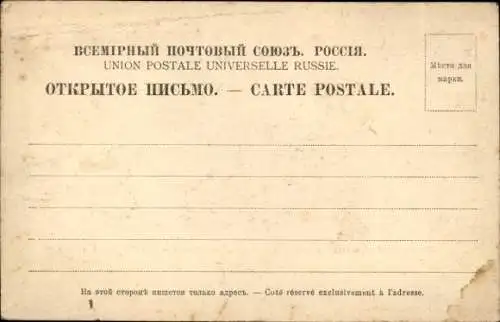 ВСЕМІРНЫЙ ПОЧТОВЫЙ СОЮЗЪ. РОССІЯ.
UNION POSTALE UNIVERSELLE RUSSIE.
ОТКРЫТОЕ ПИСЬМО. — CARTE POSTALE.
Мѣсто для
марки.
На этой сторонѣ пишется только адресъ. — Coté réservé exclusivement à l'adresse.
1